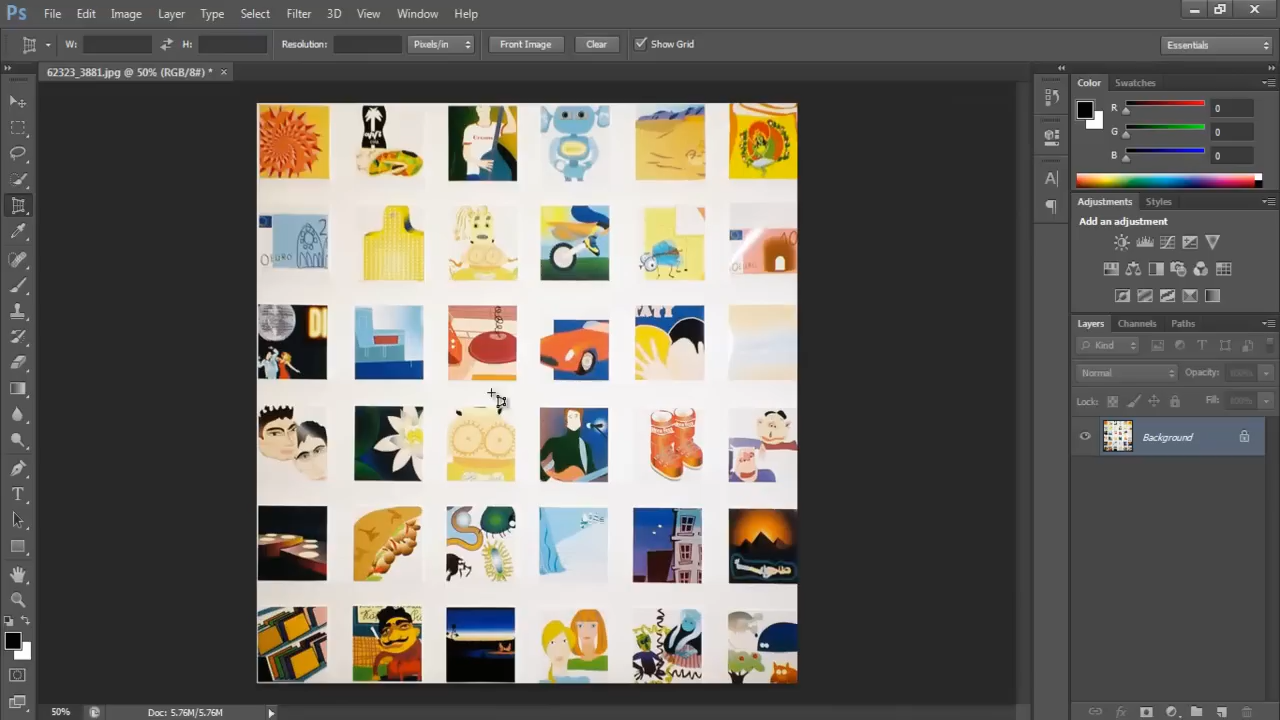 Ps File Edit Image Layer Type Select Filter 3D View Window Help
W: H: Resolution: Pixels/in Front Image Clear Show Grid Essentials
62323_3881.jpg @ 50% (RGB/8#) * ×
Color Swatches
R 0
G 0
B 0
Adjustments Styles
Add an adjustment
Layers Channels Paths
Kind
Normal Opacity: 100%
Lock: Fill: 100%
Background
50% Doc: 5.76M/5.76M